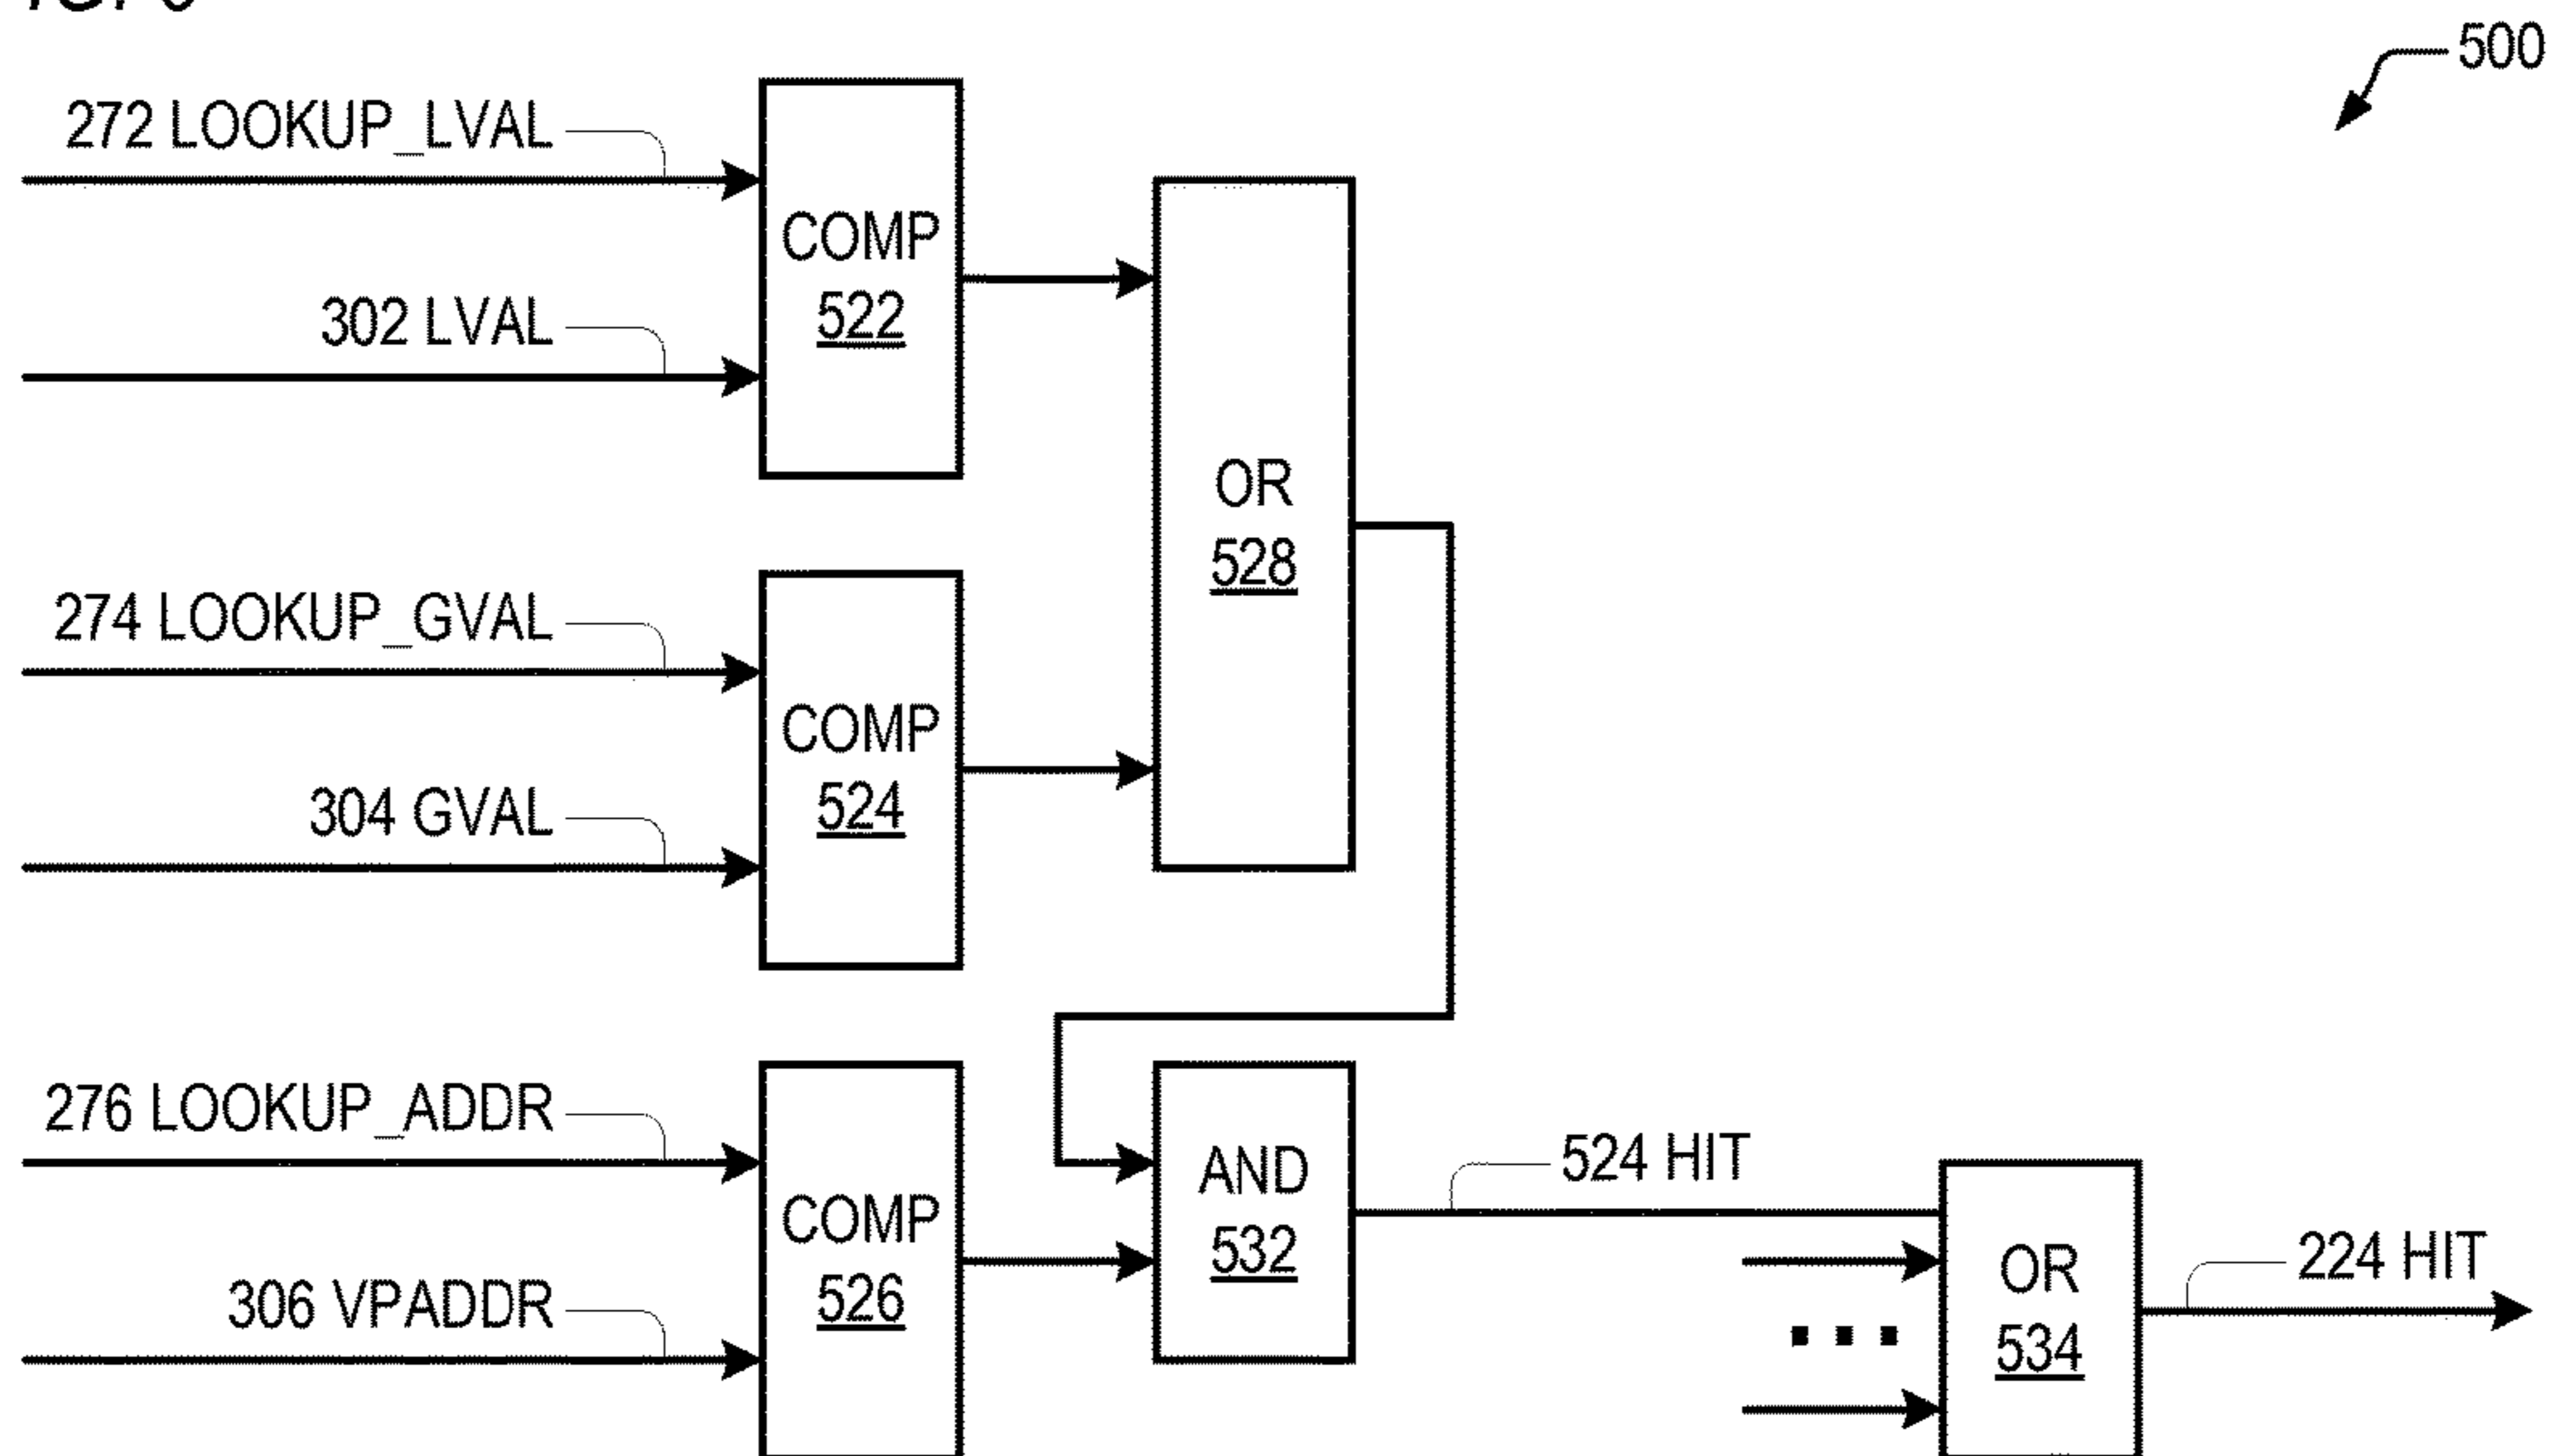 500
272 LOOKUP_LVAL
302 LVAL
COMP
522
OR
528
274 LOOKUP_GVAL
304 GVAL
COMP
524
276 LOOKUP_ADDR
306 VPADDR
COMP
526
AND
532
524 HIT
OR
534
224 HIT